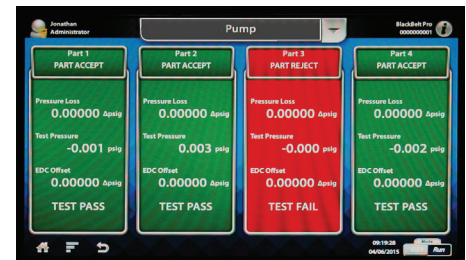 Jonathan
Administrator
Pump
BlackBelt Pro
0000000001
Part 1
PART ACCEPT
Pressure Loss
0.00000 Δpsig
Test Pressure
-0.001 psig
EDC Offset
0.00000 Δpsig
TEST PASS
Part 2
PART ACCEPT
Pressure Loss
0.00000 Δpsig
Test Pressure
0.003 psig
EDC Offset
0.00000 Δpsig
TEST PASS
Part 3
PART REJECT
Pressure Loss
0.00000 Δpsig
Test Pressure
-0.000 psig
EDC Offset
0.00000 Δpsig
TEST FAIL
Part 4
PART ACCEPT
Pressure Loss
0.00000 Δpsig
Test Pressure
-0.002 psig
EDC Offset
0.00000 Δpsig
TEST PASS
09:19:28
04/06/2015
Mode
Run